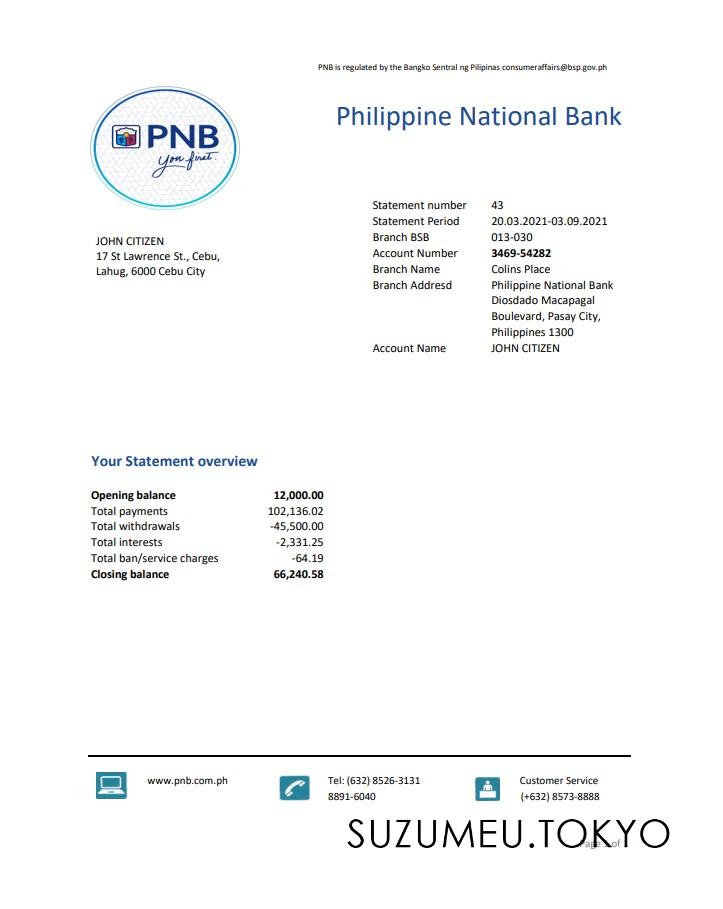 PNB is regulated by the Bangko Sentral ng Pilipinas consumeraffairs@bsp.gov.ph
PNB
You first.
Philippine National Bank
JOHN CITIZEN
17 St Lawrence St., Cebu,
Lahug, 6000 Cebu City
Statement number 43
Statement Period 20.03.2021-03.09.2021
Branch BSB 013-030
Account Number 3469-54282
Branch Name Colins Place
Branch Addresd Philippine National Bank
Diosdado Macapagal
Boulevard, Pasay City,
Philippines 1300
Account Name JOHN CITIZEN
Your Statement overview
Opening balance 12,000.00
Total payments 102,136.02
Total withdrawals -45,500.00
Total interests -2,331.25
Total ban/service charges -64.19
Closing balance 66,240.58
www.pnb.com.ph
Tel: (632) 8526-3131
8891-6040
Customer Service
(+632) 8573-8888
SUZUMEU.TOKYO
Page of